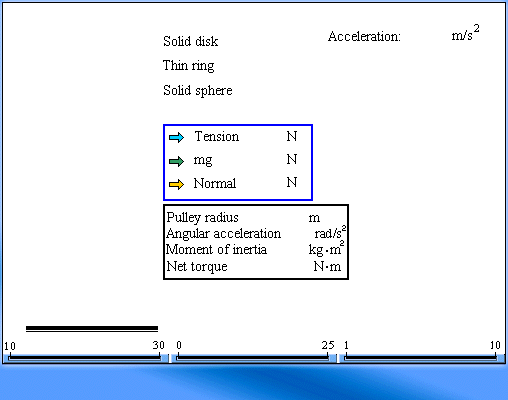 Solid disk
Acceleration: m/s2
Thin ring
Solid sphere
Tension N
mg N
Normal N
Pulley radius m
Angular acceleration rad/s2
Moment of inertia kg·m2
Net torque N·m
10 30 0 25 1 10